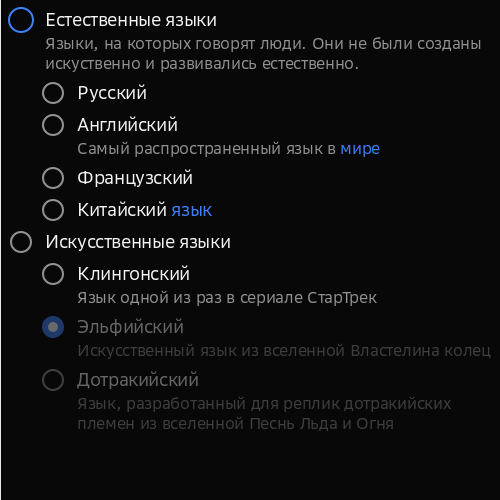 Естественные языки
Языки, на которых говорят люди. Они не были созданы
искуственно и развивались естественно.
Русский
Английский
Самый распространенный язык в мире
Французский
Китайский язык
Искусственные языки
Клингонский
Язык одной из раз в сериале СтарТрек
Эльфийский
Искусственный язык из вселенной Властелина колец
Дотракийский
Язык, разработанный для реплик дотракийских
племен из вселенной Песнь Льда и Огня